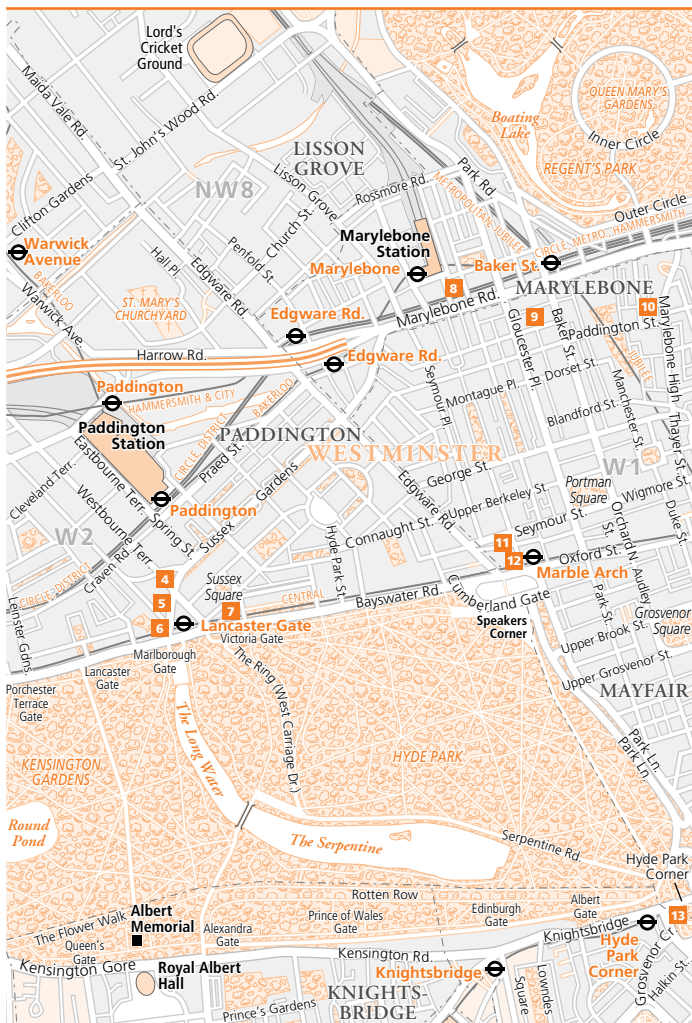 Lord's
Cricket
Ground
Maida Vale Rd.
St. John's Wood Rd.
QUEEN MARY'S
GARDENS
Boating
Lake
Inner Circle
LISSON
GROVE
Park Rd.
REGENT'S PARK
NW8
Lisson Grove
Rossmore Rd.
Clifton Gardens
Church St.
METROPOLITAN-JUBILEE
Outer Circle
CIRCLE, METRO., HAMMERSMITH
Warwick
Avenue
Hall Pl.
Penfold St.
Marylebone
Station
Marylebone
Baker St.
BAKERLOO
Edgware Rd.
ST. MARY'S
CHURCHYARD
8
MARYLEBONE
Warwick Ave.
Edgware Rd.
Marylebone Rd.
9
10
Paddington St.
Harrow Rd.
Edgware Rd.
Gloucester Pl.
Baker St.
Marylebone High
Thayer St.
JUBILEE
Seymour Pl.
Dorset St.
Montague Pl.
Manchester St.
Paddington
HAMMERSMITH & CITY
BAKERLOO
Blandford St.
Paddington
Station
CIRCLE, DISTRICT
PADDINGTON
WESTMINSTER
Praed St.
Eastbourne Terr.
George St.
W1
Cleveland Terr.
Westbourne Terr.
Gardens
Sussex
Edgware Rd.
Portman
Square
Wigmore St.
Upper Berkeley St.
Paddington
Spring St.
Connaught St.
Seymour St.
Orchard
Duke St.
W2
Hyde Park St.
11
12
Oxford St.
Craven Rd.
Marble Arch
CIRCLE, DISTRICT
4
Sussex
Square
5
7
CENTRAL
Bayswater Rd.
Cumberland Gate
Park St.
N. Audley
St.
Leinster Gdns.
6
Lancaster Gate
Victoria Gate
Speakers
Corner
Grosvenor
Square
Upper Brook St.
Marlborough
Gate
Lancaster
Gate
The Ring (West Carriage Dr.)
Upper Grosvenor St.
Porchester
Terrace
Gate
MAYFAIR
The Long Water
Park Ln.
Park Ln.
KENSINGTON
GARDENS
HYDE PARK
Round
Pond
The Serpentine
Serpentine Rd.
Hyde Park
Corner
Rotten Row
The Flower Walk
Albert
Memorial
Alexandra
Gate
Prince of Wales
Gate
Edinburgh
Gate
Albert
Gate
13
Queen's
Gate
Knightsbridge
Hyde
Park
Corner
Kensington Gore
Kensington Rd.
Royal Albert
Hall
Knightsbridge
Grosvenor Cr.
Halkin St.
KNIGHTS-
BRIDGE
Prince's Gardens
Lowndes
Square